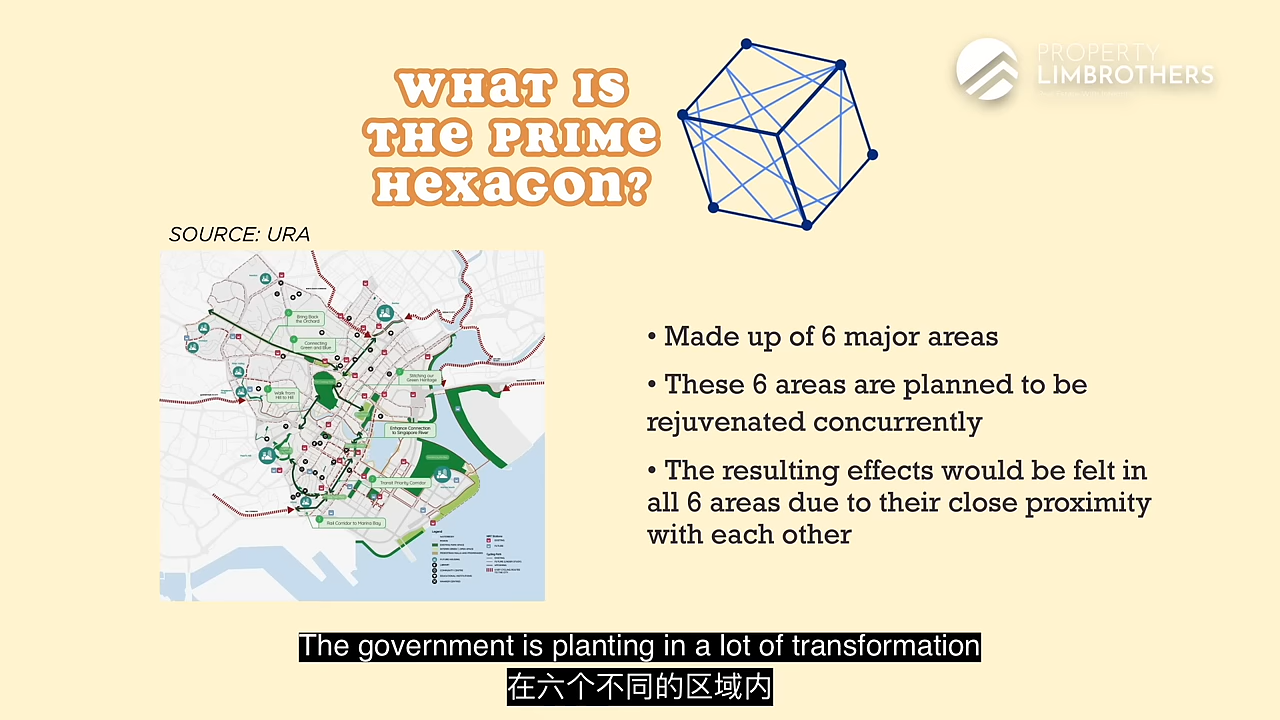 WHAT IS
THE PRIME
HEXAGON?
PROPERTY
LIMBROTHERS
SOURCE: URA
Bring Back
the Orchard
Connecting
Green and Blue
Stitching our
Green Heritage
Walk from
Hill to Hill
Enhance Connection
to Singapore River
Transit Priority Corridor
Rail Corridor to Marina Bay
Legend
• Made up of 6 major areas
• These 6 areas are planned to be
rejuvenated concurrently
• The resulting effects would be felt in
all 6 areas due to their close proximity
with each other
The government is planting in a lot of transformation
在六个不同的区域内